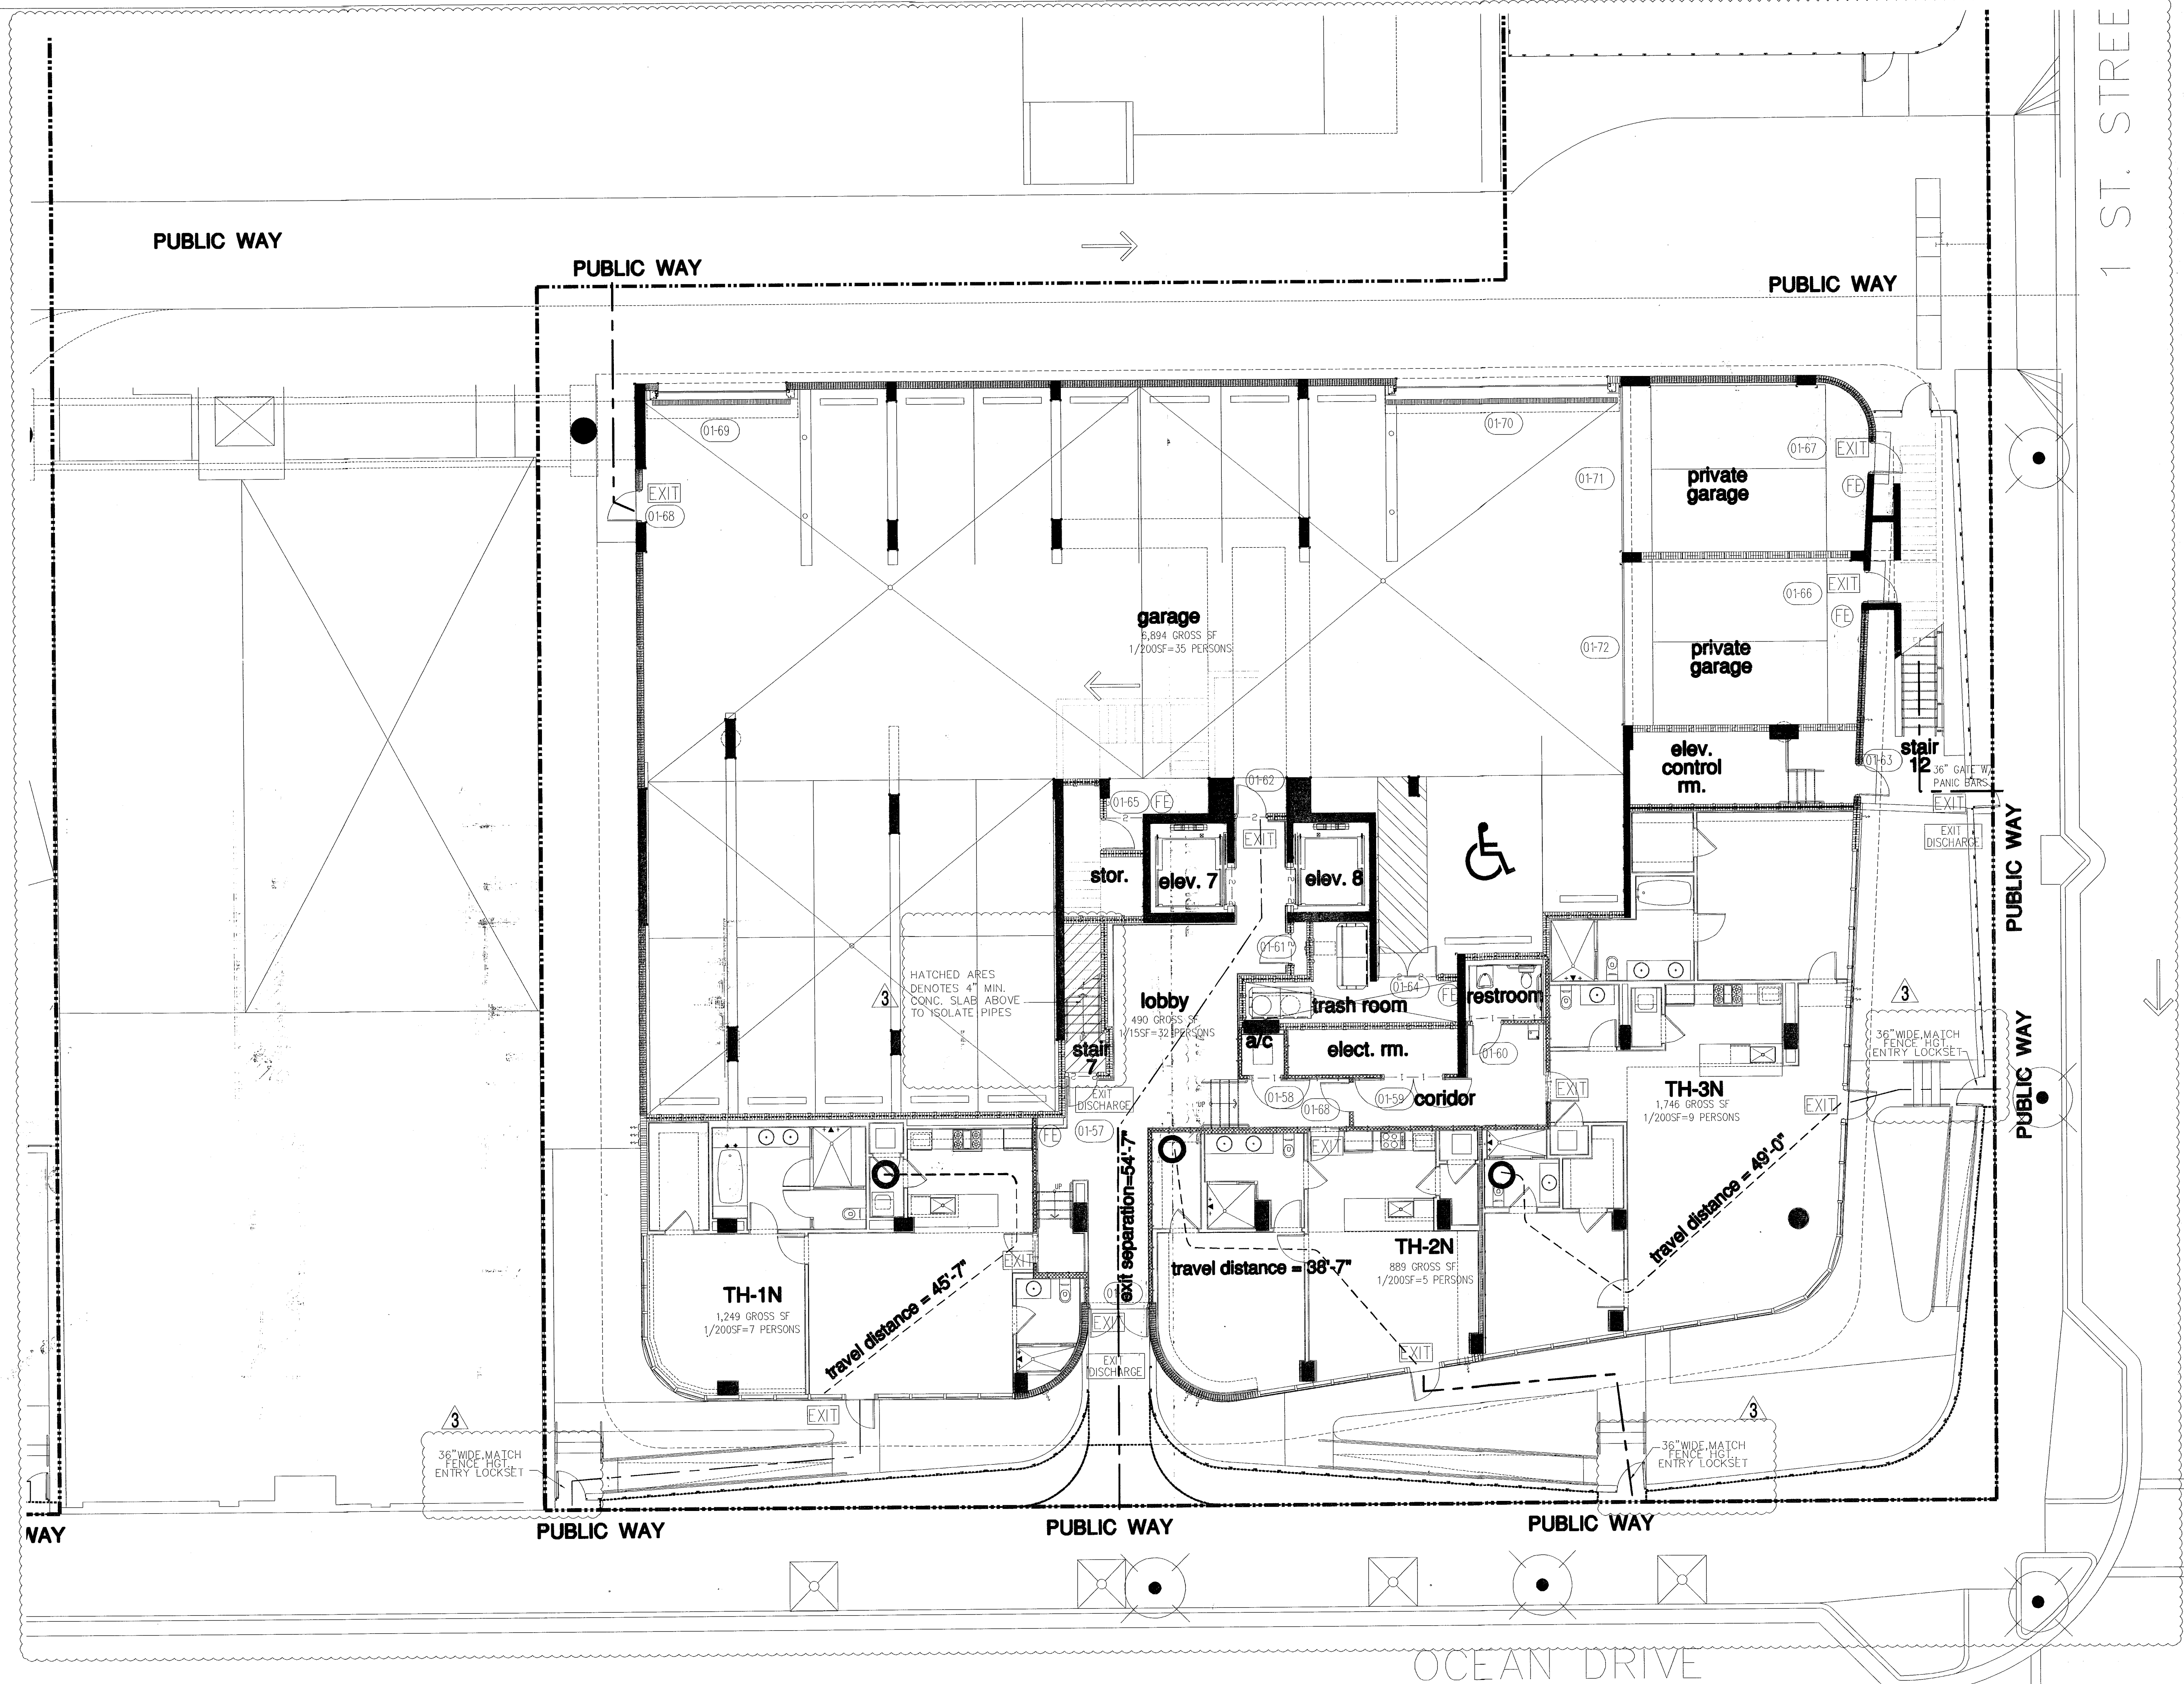 1 ST. STREE
PUBLIC WAY
PUBLIC WAY
PUBLIC WAY
01-69
01-70
01-67
EXIT
EXIT
01-68
01-71
private
garage
FE
EXIT
01-66
FE
garage
6,894 GROSS SF
1/200SF=35 PERSONS
01-72
private
garage
elev.
control
rm.
01-63
stair
12
36" GATE W/
PANIC BARS
EXIT
EXIT
DISCHARGE
PUBLIC WAY
01-62
01-65
FE
EXIT
stor.
elev. 7
elev. 8
01-61
HATCHED ARES
DENOTES 4" MIN.
CONC. SLAB ABOVE
TO ISOLATE PIPES
3
lobby
490 GROSS SF
1/15SF=32 PERSONS
01-64
FE
restroom
trash room
a/c
elect. rm.
01-60
stair
7
EXIT
DISCHARGE
UP
01-58
01-68
01-59
coridor
EXIT
TH-3N
1,746 GROSS SF
1/200SF=9 PERSONS
EXIT
3
36"WIDE,MATCH
FENCE HGT.,
ENTRY LOCKSET
PUBLIC WAY
FE
01-57
EXIT
UP
exit separation=54'-7"
travel distance = 49'-0"
EXIT
TH-2N
889 GROSS SF
1/200SF=5 PERSONS
travel distance = 38'-7"
TH-1N
1,249 GROSS SF
1/200SF=7 PERSONS
travel distance = 45'-7"
EXIT
EXIT
EXIT
DISCHARGE
EXIT
3
36"WIDE,MATCH
FENCE HGT.,
ENTRY LOCKSET
3
36"WIDE,MATCH
FENCE HGT.,
ENTRY LOCKSET
WAY
PUBLIC WAY
PUBLIC WAY
PUBLIC WAY
OCEAN DRIVE